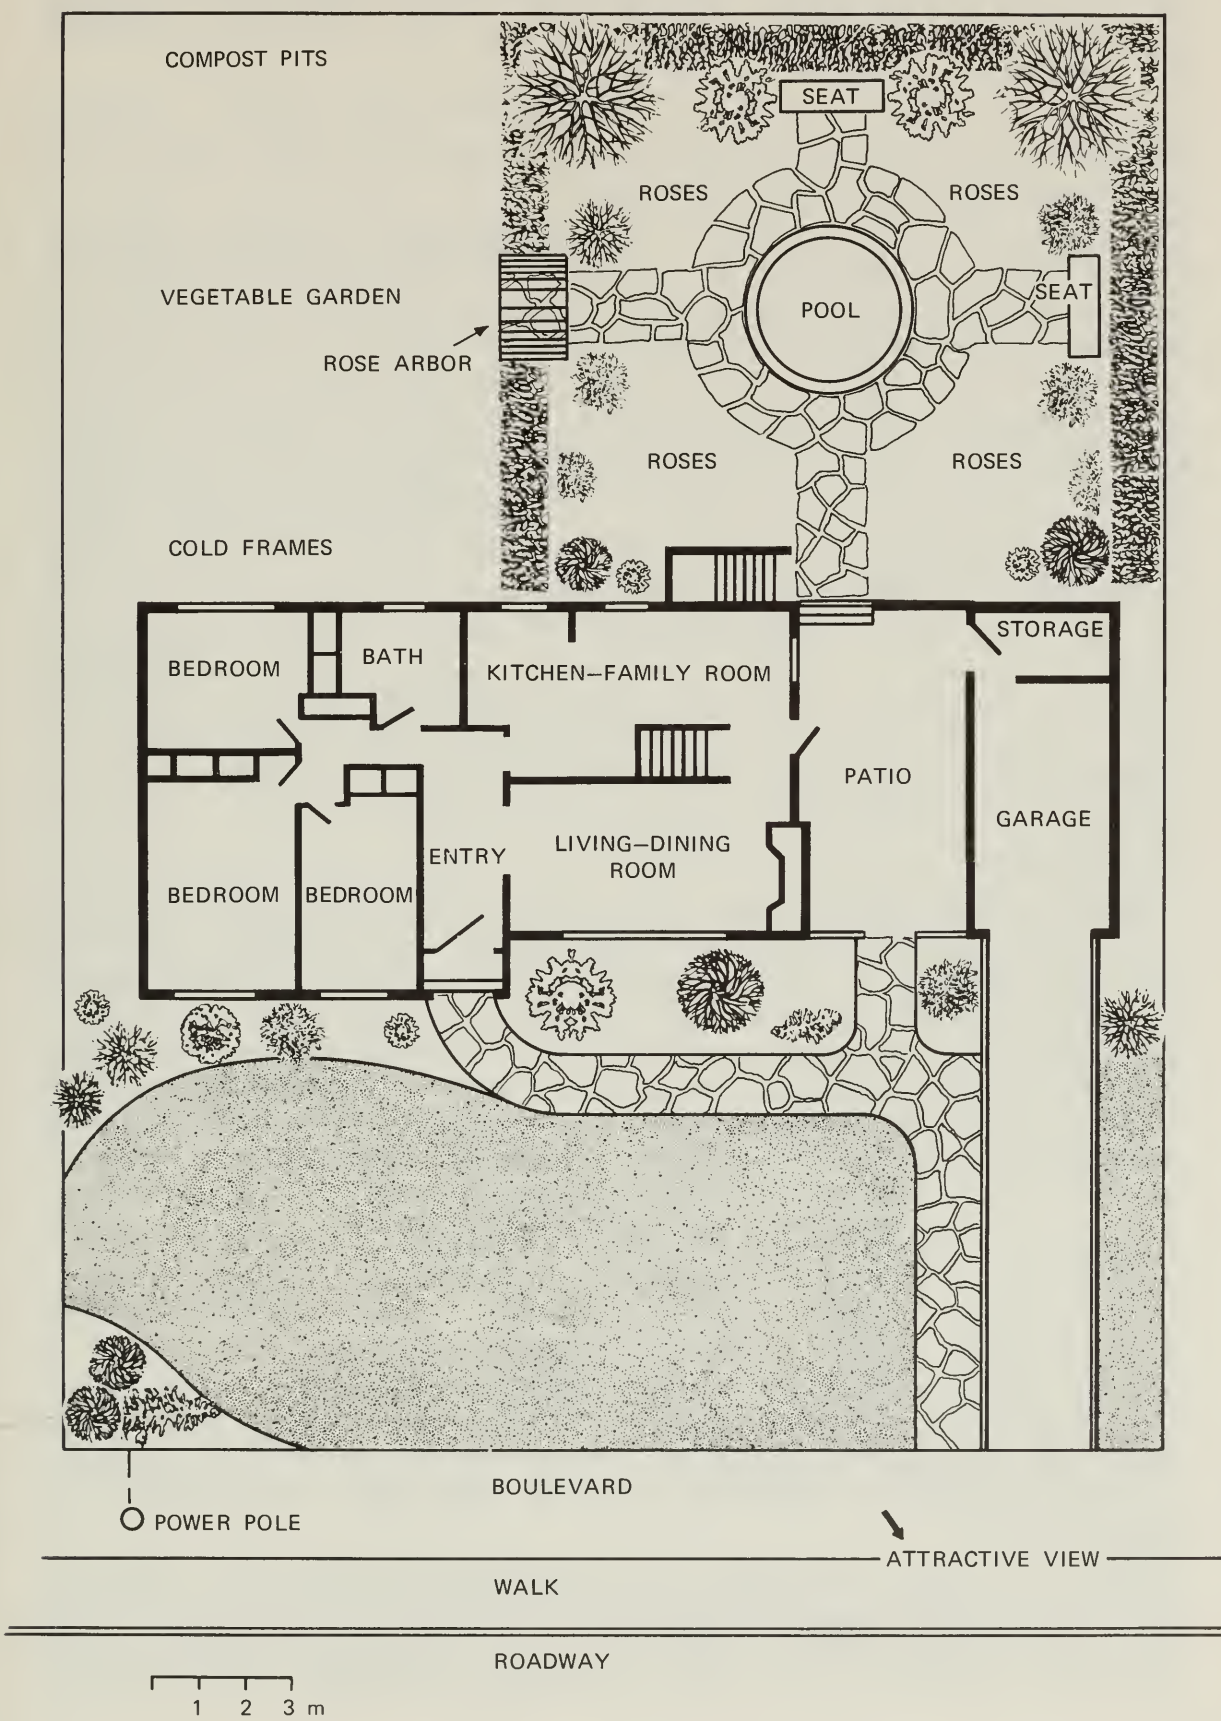 COMPOST PITS
SEAT
ROSES
ROSES
VEGETABLE GARDEN
SEAT
POOL
ROSE ARBOR
ROSES
ROSES
COLD FRAMES
STORAGE
BEDROOM
BATH
KITCHEN–FAMILY ROOM
PATIO
GARAGE
ENTRY
LIVING–DINING
ROOM
BEDROOM
BEDROOM
BOULEVARD
POWER POLE
ATTRACTIVE VIEW
WALK
ROADWAY
1 2 3 m